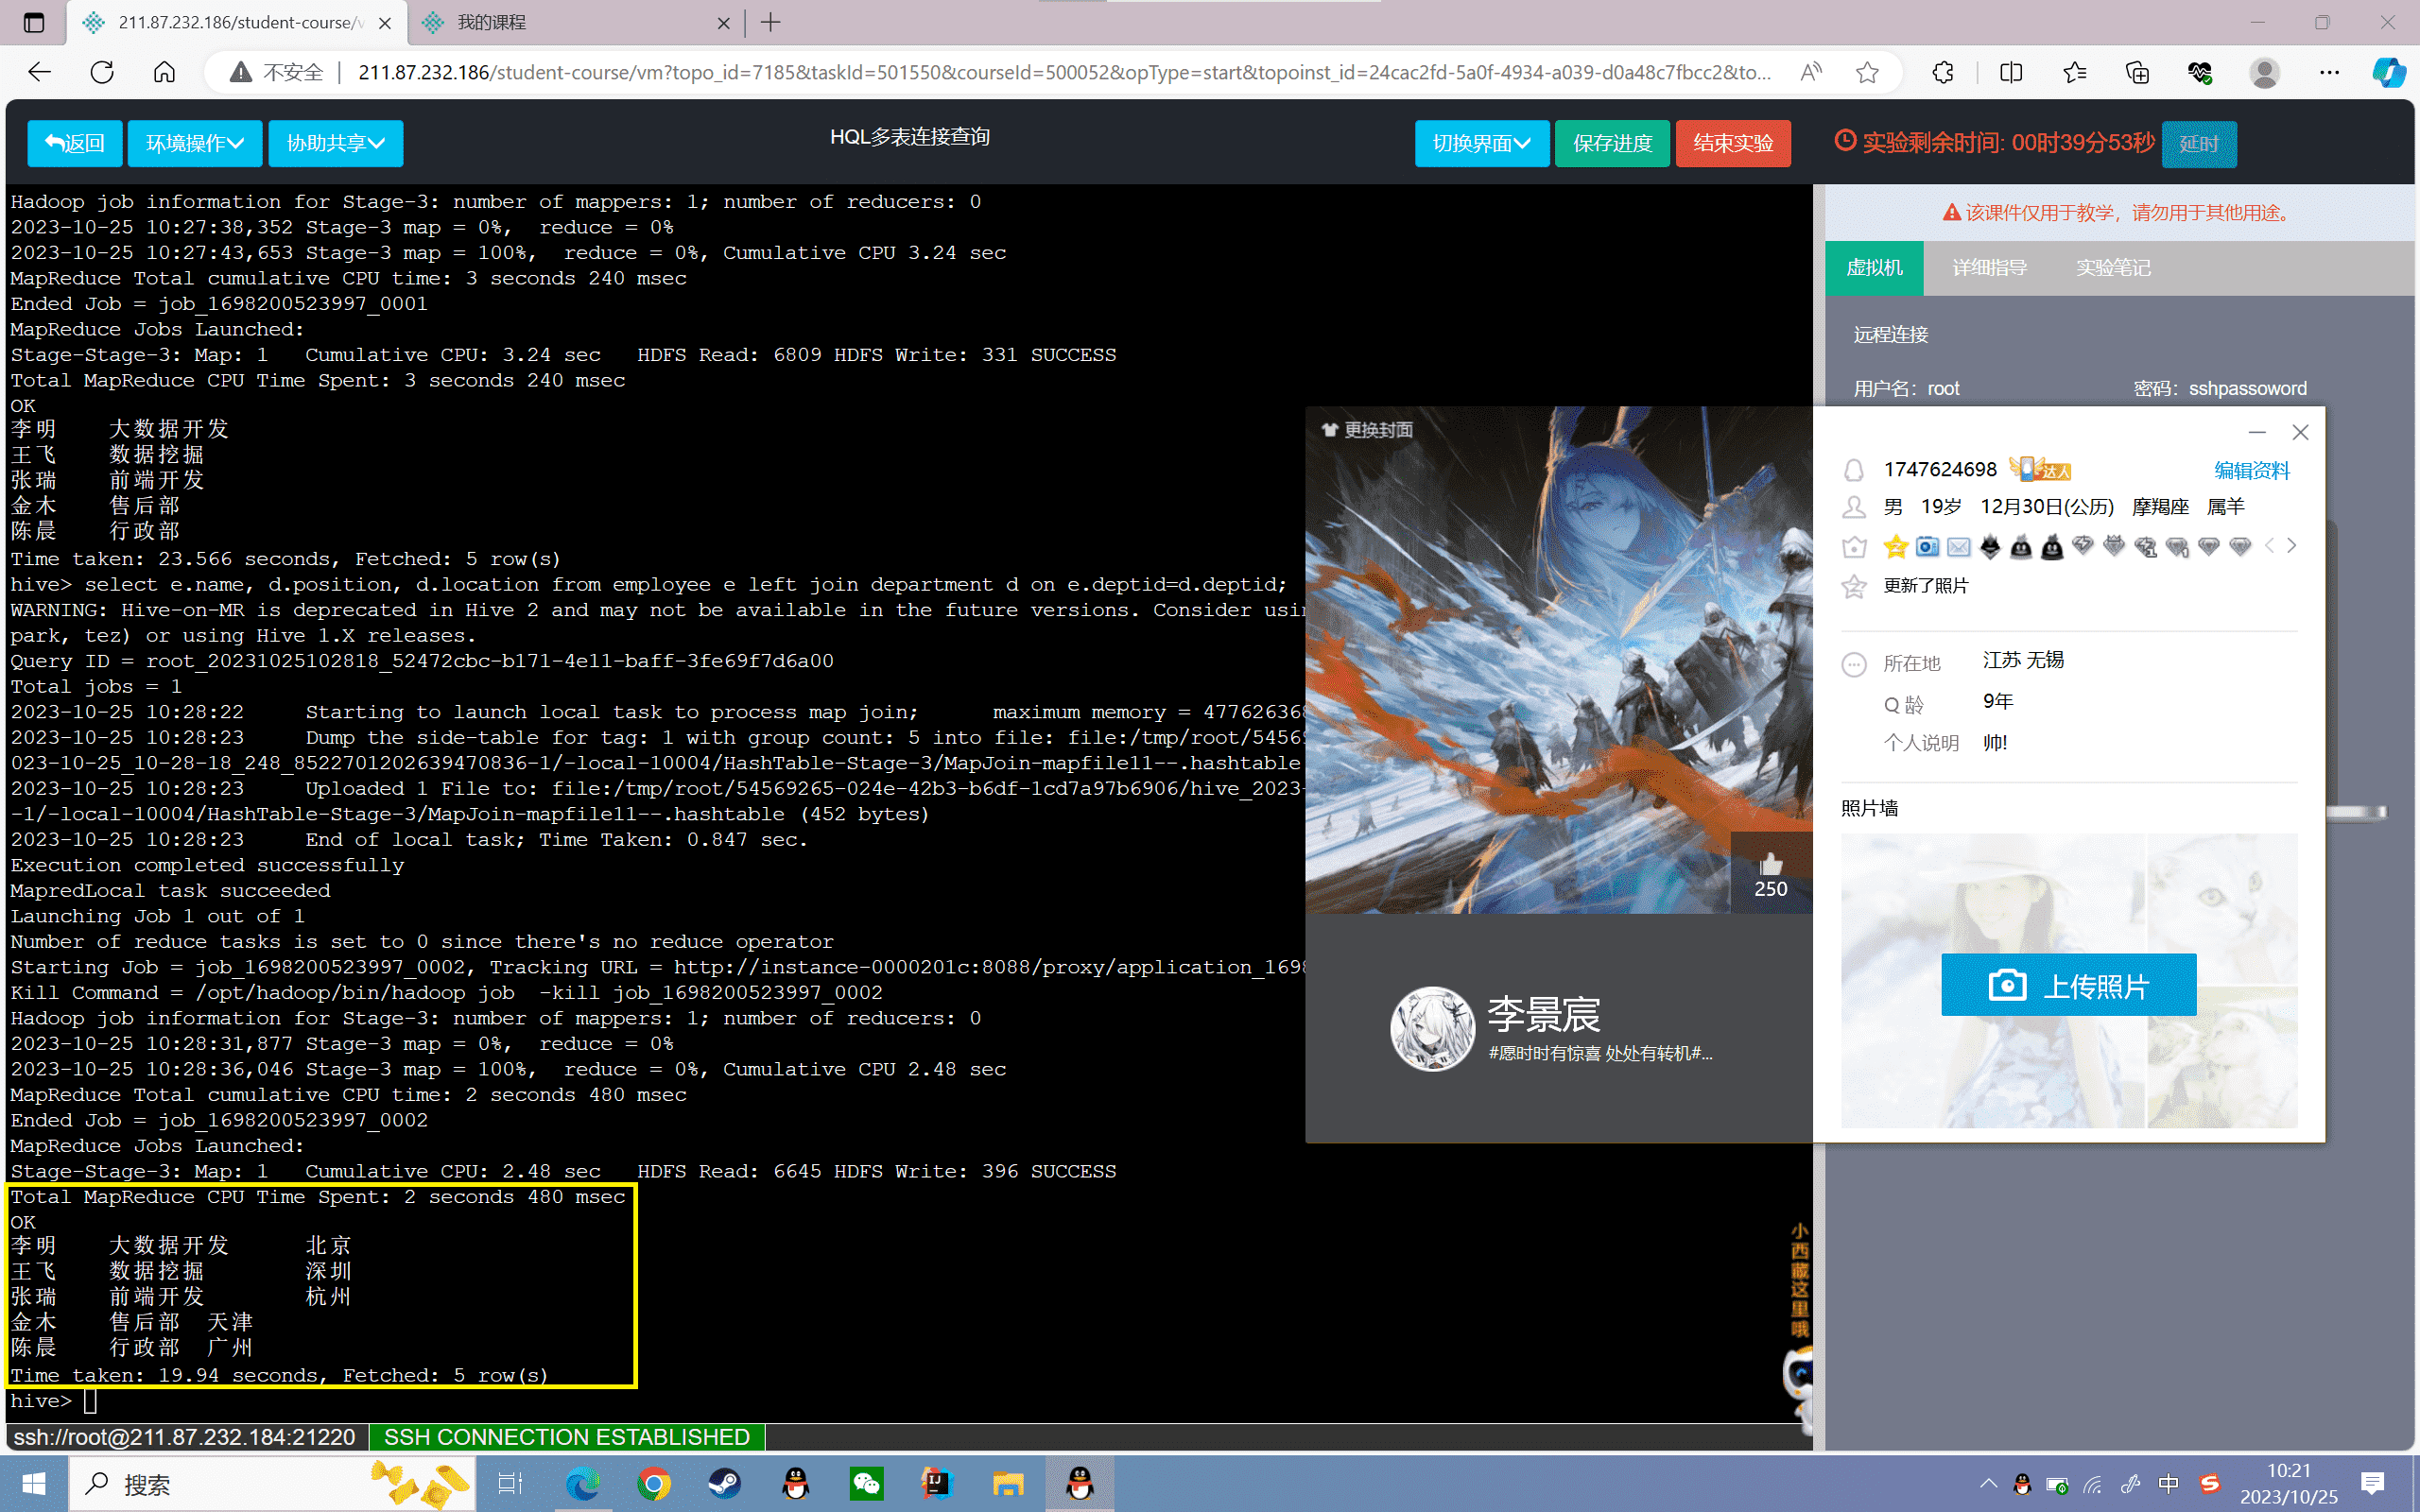 211.87.232.186/student-course/v
我的课程
不安全
211.87.232.186/student-course/vm?topo_id=7185&taskId=501550&courseId=500052&opType=start&topoinst_id=24cac2fd-5a0f-4934-a039-d0a48c7fbcc2&to...
返回
环境操作
协助共享
HQL多表连接查询
切换界面
保存进度
结束实验
实验剩余时间: 00时39分53秒
延时
Hadoop job information for Stage-3: number of mappers: 1; number of reducers: 0
2023-10-25 10:27:38,352 Stage-3 map = 0%,  reduce = 0%
2023-10-25 10:27:43,653 Stage-3 map = 100%,  reduce = 0%, Cumulative CPU 3.24 sec
MapReduce Total cumulative CPU time: 3 seconds 240 msec
Ended Job = job_1698200523997_0001
MapReduce Jobs Launched:
Stage-Stage-3: Map: 1   Cumulative CPU: 3.24 sec   HDFS Read: 6809 HDFS Write: 331 SUCCESS
Total MapReduce CPU Time Spent: 3 seconds 240 msec
OK
李明    大数据开发
王飞    数据挖掘
张瑞    前端开发
金木    售后部
陈晨    行政部
Time taken: 23.566 seconds, Fetched: 5 row(s)
hive> select e.name, d.position, d.location from employee e left join department d on e.deptid=d.deptid;
WARNING: Hive-on-MR is deprecated in Hive 2 and may not be available in the future versions. Consider usin
park, tez) or using Hive 1.X releases.
Query ID = root_20231025102818_52472cbc-b171-4e11-baff-3fe69f7d6a00
Total jobs = 1
2023-10-25 10:28:22     Starting to launch local task to process map join;      maximum memory = 477626368
2023-10-25 10:28:23     Dump the side-table for tag: 1 with group count: 5 into file: file:/tmp/root/54569
023-10-25_10-28-18_248_8522701202639470836-1/-local-10004/HashTable-Stage-3/MapJoin-mapfile11--.hashtable
2023-10-25 10:28:23     Uploaded 1 File to: file:/tmp/root/54569265-024e-42b3-b6df-1cd7a97b6906/hive_2023-
-1/-local-10004/HashTable-Stage-3/MapJoin-mapfile11--.hashtable (452 bytes)
2023-10-25 10:28:23     End of local task; Time Taken: 0.847 sec.
Execution completed successfully
MapredLocal task succeeded
Launching Job 1 out of 1
Number of reduce tasks is set to 0 since there's no reduce operator
Starting Job = job_1698200523997_0002, Tracking URL = http://instance-0000201c:8088/proxy/application_1698
Kill Command = /opt/hadoop/bin/hadoop job  -kill job_1698200523997_0002
Hadoop job information for Stage-3: number of mappers: 1; number of reducers: 0
2023-10-25 10:28:31,877 Stage-3 map = 0%,  reduce = 0%
2023-10-25 10:28:36,046 Stage-3 map = 100%,  reduce = 0%, Cumulative CPU 2.48 sec
MapReduce Total cumulative CPU time: 2 seconds 480 msec
Ended Job = job_1698200523997_0002
MapReduce Jobs Launched:
Stage-Stage-3: Map: 1   Cumulative CPU: 2.48 sec   HDFS Read: 6645 HDFS Write: 396 SUCCESS
Total MapReduce CPU Time Spent: 2 seconds 480 msec
OK
李明    大数据开发      北京
王飞    数据挖掘        深圳
张瑞    前端开发        杭州
金木    售后部  天津
陈晨    行政部  广州
Time taken: 19.94 seconds, Fetched: 5 row(s)
hive>
ssh://root@211.87.232.184:21220
SSH CONNECTION ESTABLISHED
该课件仅用于教学，请勿用于其他用途。
虚拟机
详细指导
实验笔记
远程连接
用户名：root
密码：sshpassoword
更换封面
250
李景宸
#愿时时有惊喜 处处有转机#...
1747624698
达人
编辑资料
男 19岁 12月30日(公历) 摩羯座 属羊
更新了照片
所在地 江苏 无锡
Q 龄 9年
个人说明 帅!
照片墙
上传照片
小西藏这里哦
搜索
中
10:21
2023/10/25